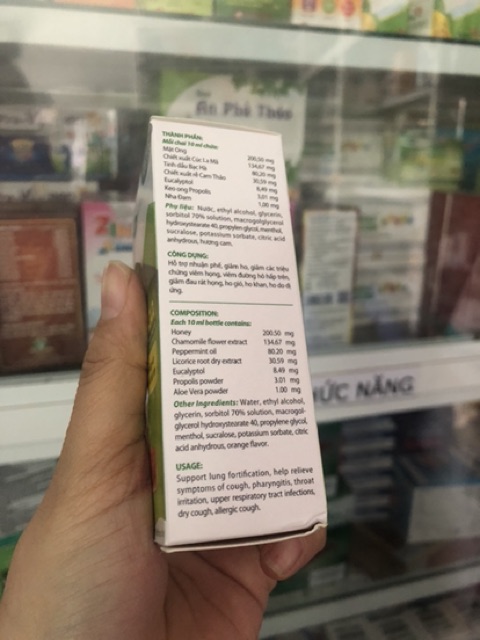 An Phế Thảo
THÀNH PHẦN:
Mỗi chai 10 ml chứa:
Mật Ong 200,50 mg
Chiết xuất Cúc La Mã 134,67 mg
Tinh dầu Bạc Hà 80,20 mg
Chiết xuất rễ Cam Thảo 30,59 mg
Eucalyptol 8,49 mg
Keo ong Propolis 3,01 mg
Nha Đam 1,00 mg
Phụ liệu: Nước, ethyl alcohol, glycerin,
sorbitol 70% solution, macrogolglycerol
hydroxystearate 40, propylen glycol, menthol,
sucralose, potassium sorbate, citric acid
anhydrous, hương cam.
CÔNG DỤNG:
Hỗ trợ nhuận phế, giảm ho, giảm các triệu
chứng viêm họng, viêm đường hô hấp trên,
giảm đau rát họng, ho gió, ho khan, ho do dị
ứng.
COMPOSITION:
Each 10 ml bottle contains:
Honey 200.50 mg
Chamomile flower extract 134.67 mg
Peppermint oil 80.20 mg
Licorice root dry extract 30.59 mg
Eucalyptol 8.49 mg
Propolis powder 3.01 mg
Aloe Vera powder 1.00 mg
Other ingredients: Water, ethyl alcohol,
glycerin, sorbitol 70% solution, macrogol-
glycerol hydroxystearate 40, propylene glycol,
menthol, sucralose, potassium sorbate, citric
acid anhydrous, orange flavor.
USAGE:
Support lung fortification, help relieve
symptoms of cough, pharyngitis, throat
irritation, upper respiratory tract infections,
dry cough, allergic cough.
ỨC NĂNG